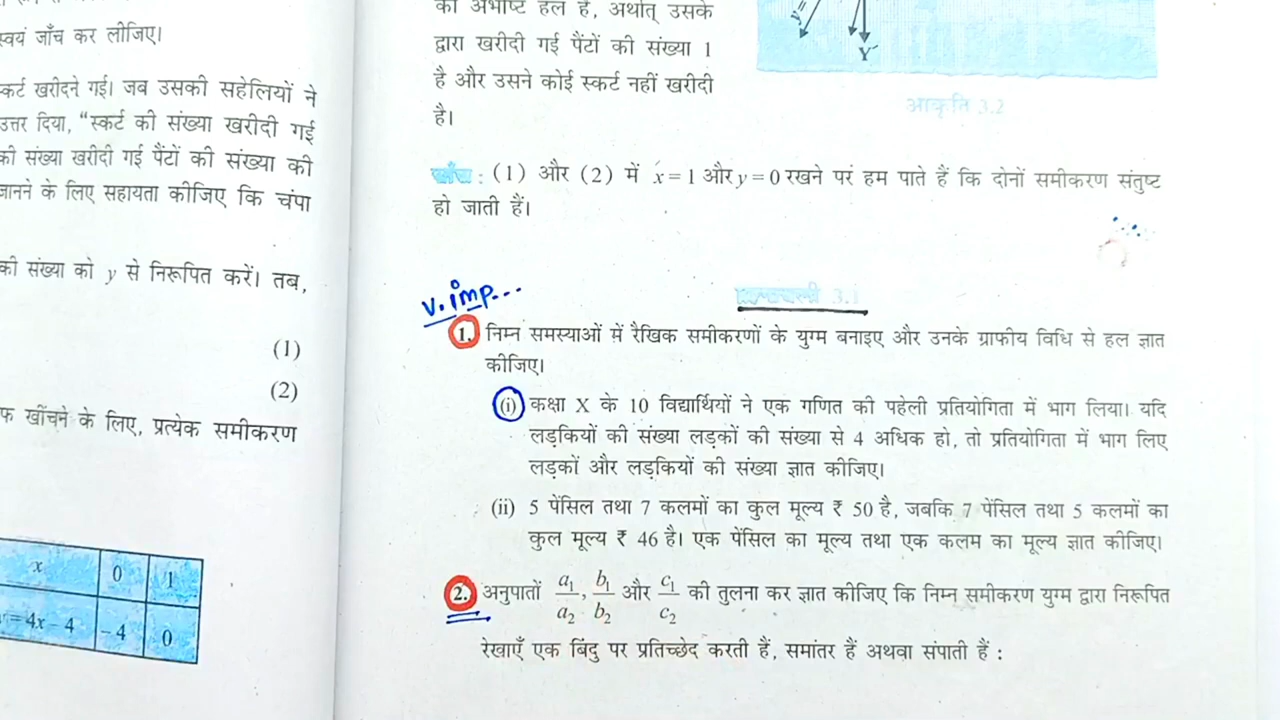 स्वयं जाँच कर लीजिए।
स्कर्ट खरीदने गई। जब उसकी सहेलियों ने
उत्तर दिया, "स्कर्ट की संख्या खरीदी गई
की संख्या खरीदी गई पैंटों की संख्या की
जानने के लिए सहायता कीजिए कि चंपा
की संख्या को y से निरूपित करें। तब,
(1)
(2)
खींचने के लिए, प्रत्येक समीकरण
x 0 1
= 4x – 4 – 4 0
का अभीष्ट हल है, अर्थात् उसके
द्वारा खरीदी गई पैंटों की संख्या 1
है और उसने कोई स्कर्ट नहीं खरीदी
है।
Y′
आकृति 3.2
जाँच : (1) और (2) में x = 1 और y = 0 रखने पर हम पाते हैं कि दोनों समीकरण संतुष्ट
हो जाती हैं।
v. imp...
प्रश्नावली 3.1
1. निम्न समस्याओं में रैखिक समीकरणों के युग्म बनाइए और उनके ग्राफीय विधि से हल ज्ञात
कीजिए।
(i) कक्षा X के 10 विद्यार्थियों ने एक गणित की पहेली प्रतियोगिता में भाग लिया। यदि
लड़कियों की संख्या लड़कों की संख्या से 4 अधिक हो, तो प्रतियोगिता में भाग लिए
लड़कों और लड़कियों की संख्या ज्ञात कीजिए।
(ii) 5 पेंसिल तथा 7 कलमों का कुल मूल्य ₹ 50 है, जबकि 7 पेंसिल तथा 5 कलमों का
कुल मूल्य ₹ 46 है। एक पेंसिल का मूल्य तथा एक कलम का मूल्य ज्ञात कीजिए।
2. अनुपातों a₁/a₂, b₁/b₂ और c₁/c₂ की तुलना कर ज्ञात कीजिए कि निम्न समीकरण युग्म द्वारा निरूपित
रेखाएँ एक बिंदु पर प्रतिच्छेद करती हैं, समांतर हैं अथवा संपाती हैं :